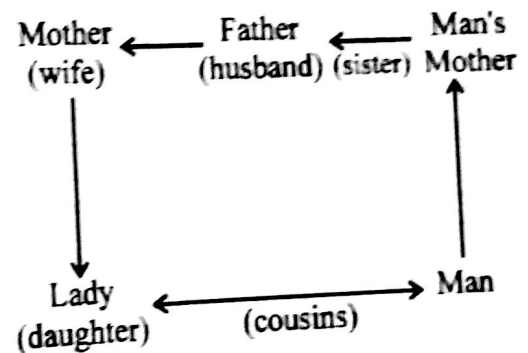 Mother
(wife)
Father
(husband)
(sister)
Man's
Mother
Lady
(daughter)
(cousins)
Man